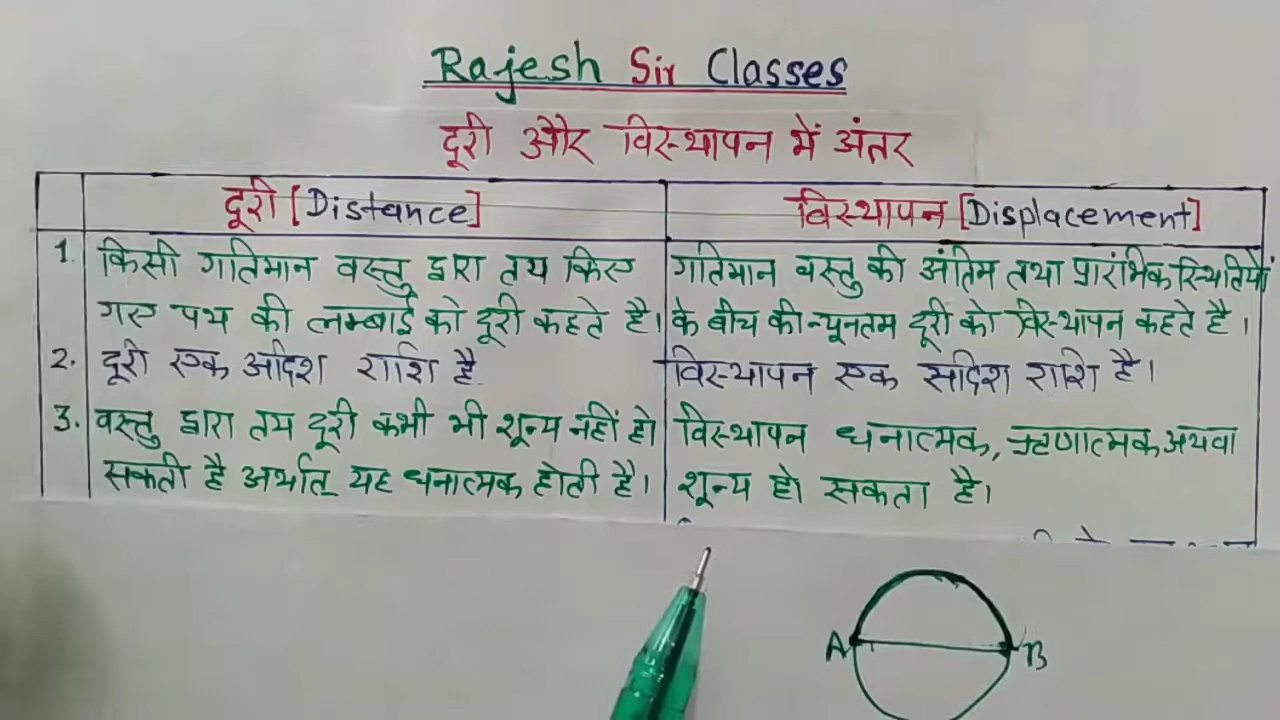 Rajesh Sir Classes
दूरी और विस्थापन में अंतर
दूरी [Distance]
विस्थापन [Displacement]
1. किसी गतिमान वस्तु द्वारा तय किए
गए पथ की लम्बाई को दूरी कहते है।
गतिमान वस्तु की अंतिम तथा प्रारंभिक स्थितियों
के बीच की न्यूनतम दूरी को विस्थापन कहते है।
2. दूरी एक अदिश राशि है
विस्थापन एक सदिश राशि है।
3. वस्तु द्वारा तय दूरी कभी भी शून्य नहीं हो
सकती है अर्थात् यह धनात्मक होती है।
विस्थापन धनात्मक, ऋणात्मक अथवा
शून्य हो सकता है।
A B